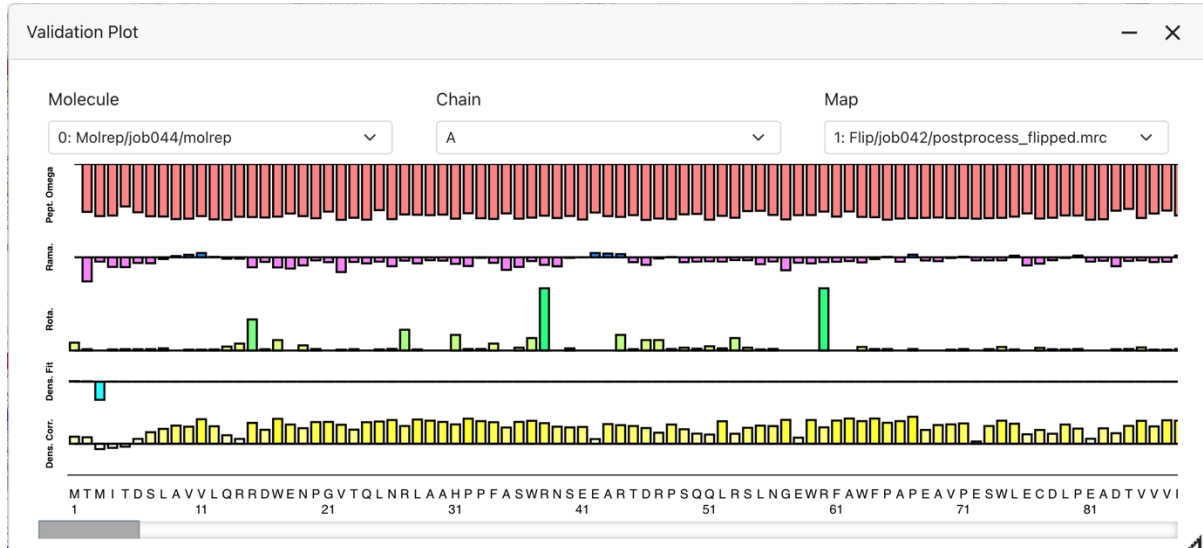 Validation Plot
Molecule
Chain
Map
0: Molrep/job044/molrep
A
1: Flip/job042/postprocess_flipped.mrc
Pept. Omega
Rama.
Rota.
Dens. Fit
Dens. Corr.
M T M I T D S L A V V L Q R R D W E N P G V T Q L N R L A A H P P F A S W R N S E E A R T D R P S Q Q L R S L N G E W R F A W F P A P E A V P E S W L E C D L P E A D T V V V
1 11 21 31 41 51 61 71 81